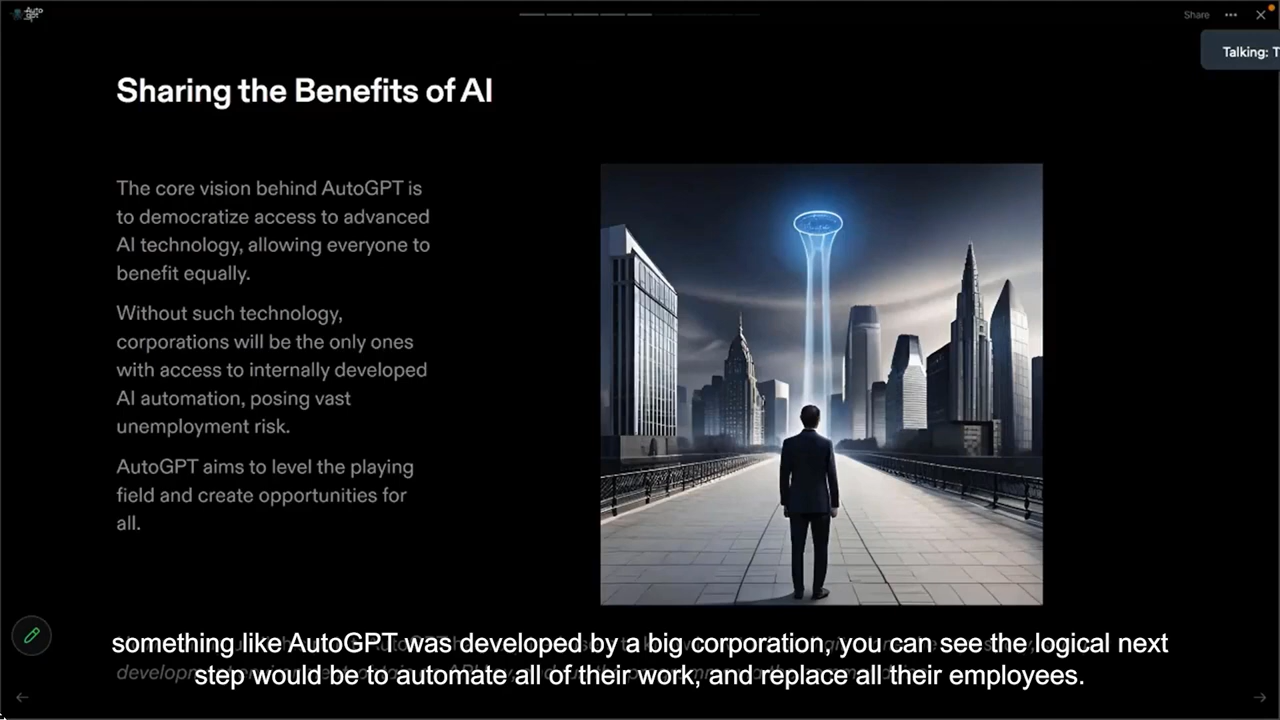 Auto
gpt
Share
Talking: T
Sharing the Benefits of AI
The core vision behind AutoGPT is
to democratize access to advanced
AI technology, allowing everyone to
benefit equally.
Without such technology,
corporations will be the only ones
with access to internally developed
AI automation, posing vast
unemployment risk.
AutoGPT aims to level the playing
field and create opportunities for
all.
something like AutoGPT was developed by a big corporation, you can see the logical next
step would be to automate all of their work, and replace all their employees.